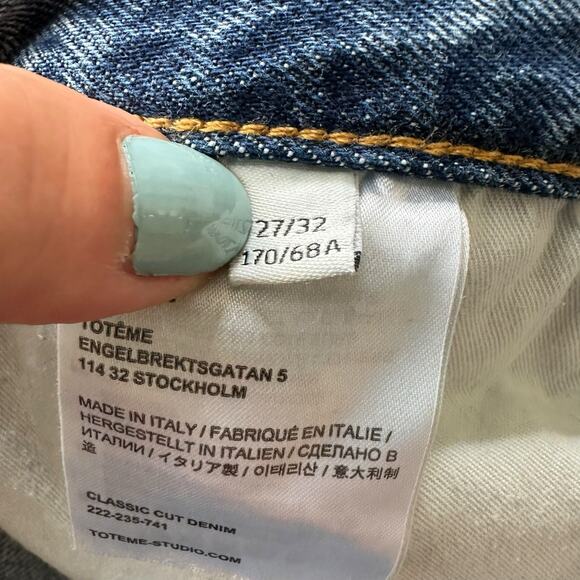 27/32
170/68A
TOTÊME
ENGELBREKTSGATAN 5
114 32 STOCKHOLM
MADE IN ITALY / FABRIQUÉ EN ITALIE /
HERGESTELLT IN ITALIEN / СДЕЛАНО В
ИТАЛИИ / イタリア製 / 이태리산 / 意大利制
造
CLASSIC CUT DENIM
222-235-741
TOTEME-STUDIO.COM